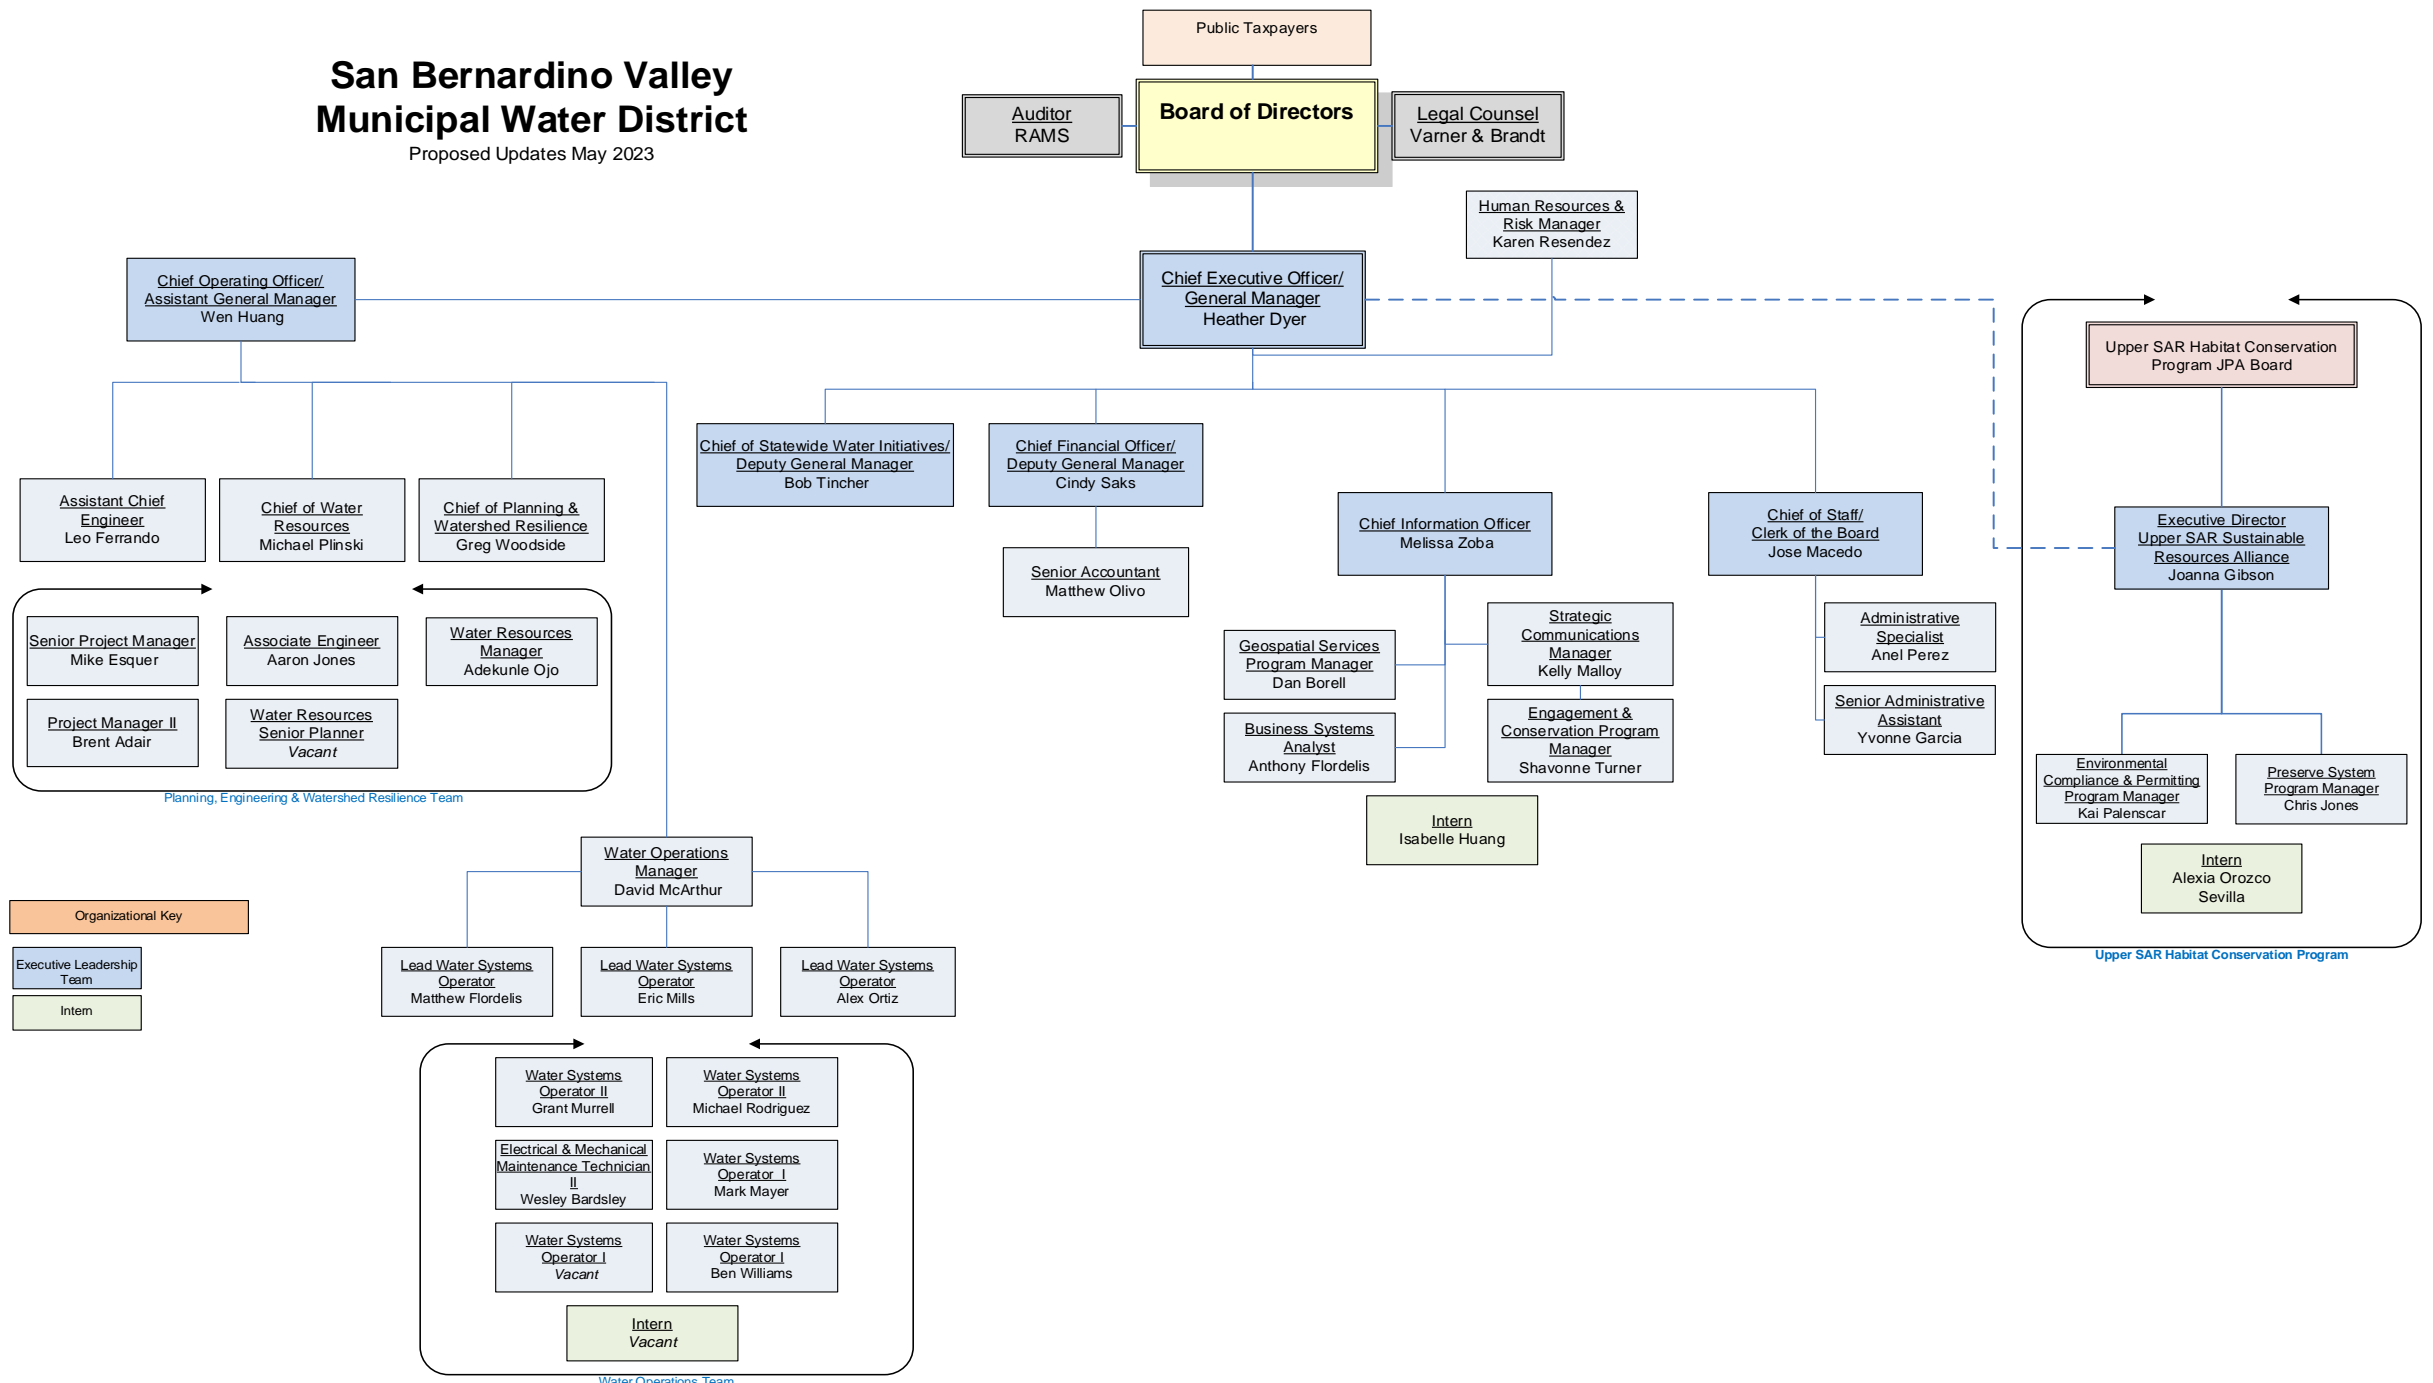 Public Taxpayers
San Bernardino Valley
Municipal Water District
Proposed Updates May 2023
Auditor
RAMS
Board of Directors
Legal Counsel
Varner & Brandt
Human Resources &
Risk Manager
Karen Resendez
Chief Operating Officer/
Assistant General Manager
Wen Huang
Chief Executive Officer/
General Manager
Heather Dyer
Upper SAR Habitat Conservation
Program JPA Board
Chief of Statewide Water Initiatives/
Deputy General Manager
Bob Tincher
Chief Financial Officer/
Deputy General Manager
Cindy Saks
Assistant Chief
Engineer
Leo Ferrando
Chief of Water
Resources
Michael Plinski
Chief of Planning &
Watershed Resilience
Greg Woodside
Chief Information Officer
Melissa Zoba
Chief of Staff/
Clerk of the Board
Jose Macedo
Executive Director
Upper SAR Sustainable
Resources Alliance
Joanna Gibson
Senior Accountant
Matthew Olivo
Senior Project Manager
Mike Esquer
Associate Engineer
Aaron Jones
Water Resources
Manager
Adekunle Ojo
Project Manager II
Brent Adair
Water Resources
Senior Planner
Vacant
Planning, Engineering & Watershed Resilience Team
Geospatial Services
Program Manager
Dan Borell
Strategic
Communications
Manager
Kelly Malloy
Administrative
Specialist
Anel Perez
Business Systems
Analyst
Anthony Flordelis
Engagement &
Conservation Program
Manager
Shavonne Turner
Senior Administrative
Assistant
Yvonne Garcia
Intern
Isabelle Huang
Environmental
Compliance & Permitting
Program Manager
Kai Palenscar
Preserve System
Program Manager
Chris Jones
Intern
Alexia Orozco
Sevilla
Upper SAR Habitat Conservation Program
Water Operations
Manager
David McArthur
Organizational Key
Executive Leadership
Team
Intern
Lead Water Systems
Operator
Matthew Flordelis
Lead Water Systems
Operator
Eric Mills
Lead Water Systems
Operator
Alex Ortiz
Water Systems
Operator II
Grant Murrell
Water Systems
Operator II
Michael Rodriguez
Electrical & Mechanical
Maintenance Technician
II
Wesley Bardsley
Water Systems
Operator  I
Mark Mayer
Water Systems
Operator I
Vacant
Water Systems
Operator I
Ben Williams
Intern
Vacant
Water Operations Team